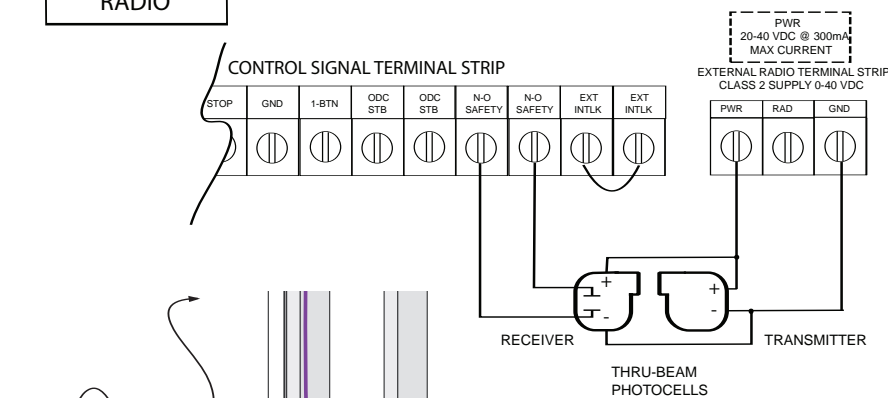 RADIO
PWR
20-40 VDC @ 300mA
MAX CURRENT
CONTROL SIGNAL TERMINAL STRIP
EXTERNAL RADIO TERMINAL STRIP
CLASS 2 SUPPLY 0-40 VDC
STOP
GND
1-BTN
ODC
STB
ODC
STB
N-O
SAFETY
N-O
SAFETY
EXT
INTLK
EXT
INTLK
PWR
RAD
GND
+
-
+
-
RECEIVER
TRANSMITTER
THRU-BEAM
PHOTOCELLS